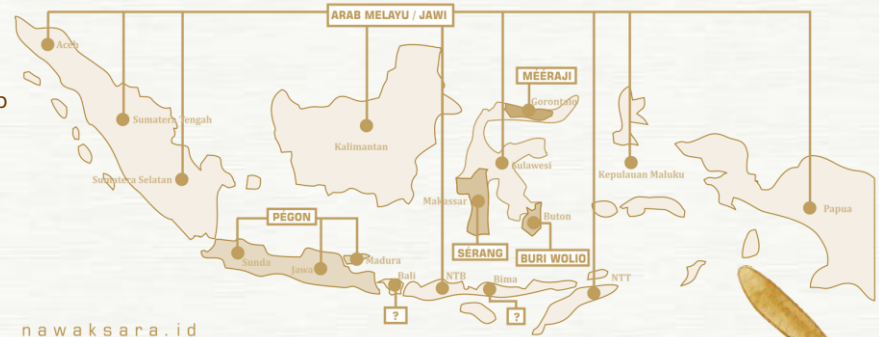 ARAB MELAYU / JAWI
Aceh
MÉÉRAJI
Gorontalo
Sumatera Tengah
Kalimantan
Sulawesi
Kepulauan Maluku
Sumatera Selatan
Makassar
Papua
PÉGON
Buton
SÉRANG
BURI WOLIO
Sunda
Jawa
Madura
Bali
NTB
Bima
NTT
?
?
nawaksara.id